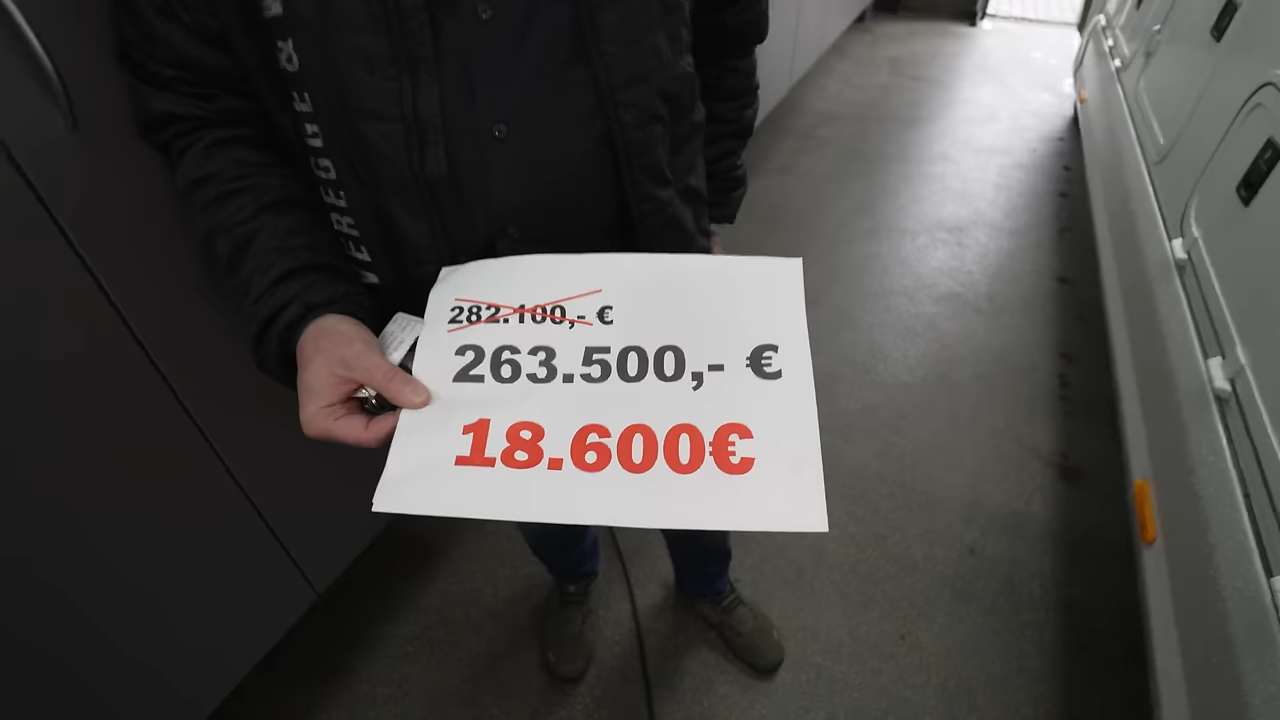 282.100,- €
263.500,- €
18.600€